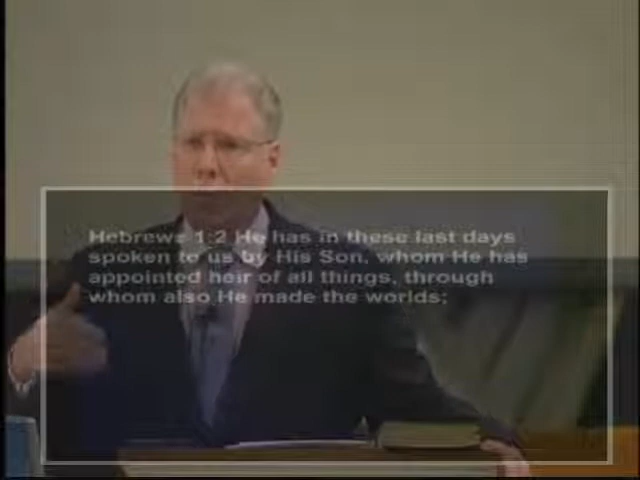 Hebrews 1:2 He has in these last days
spoken to us by His Son, whom He has
appointed heir of all things, through
whom also He made the worlds;